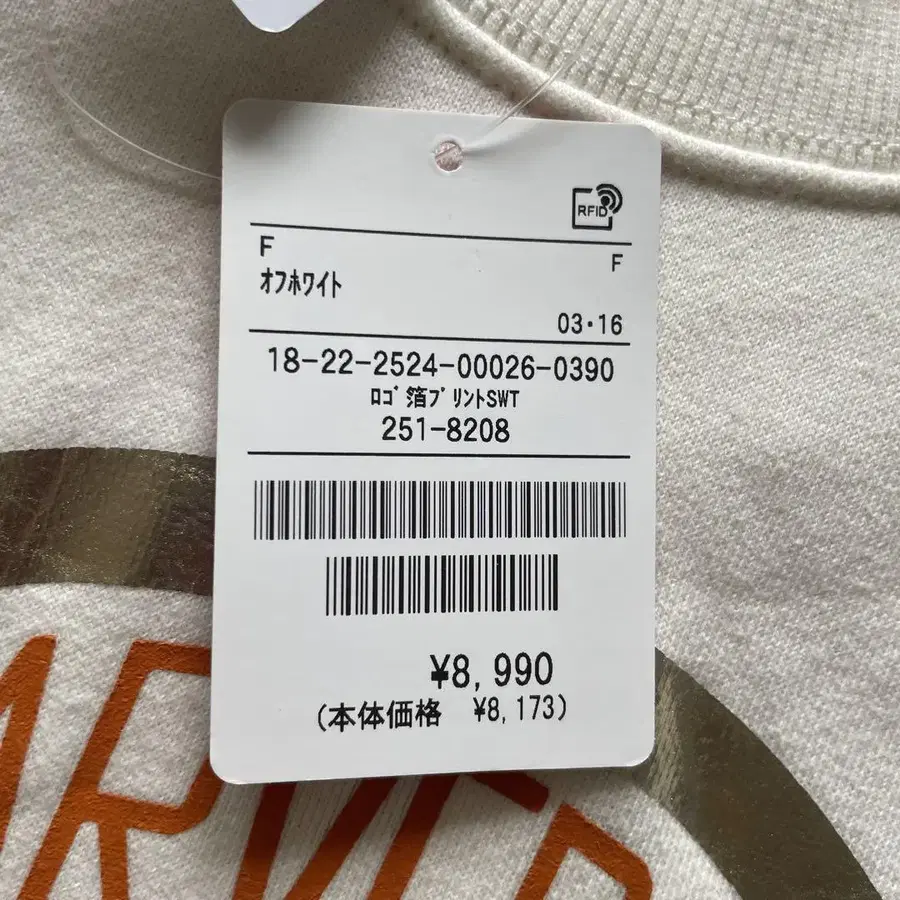 RFID
F F
ｵﾌﾎﾜｲﾄ
03・16
18-22-2524-00026-0390
ﾛｺﾞ箔ﾌﾟﾘﾝﾄSWT
251-8208
¥8,990
(本体価格 ¥8,173)